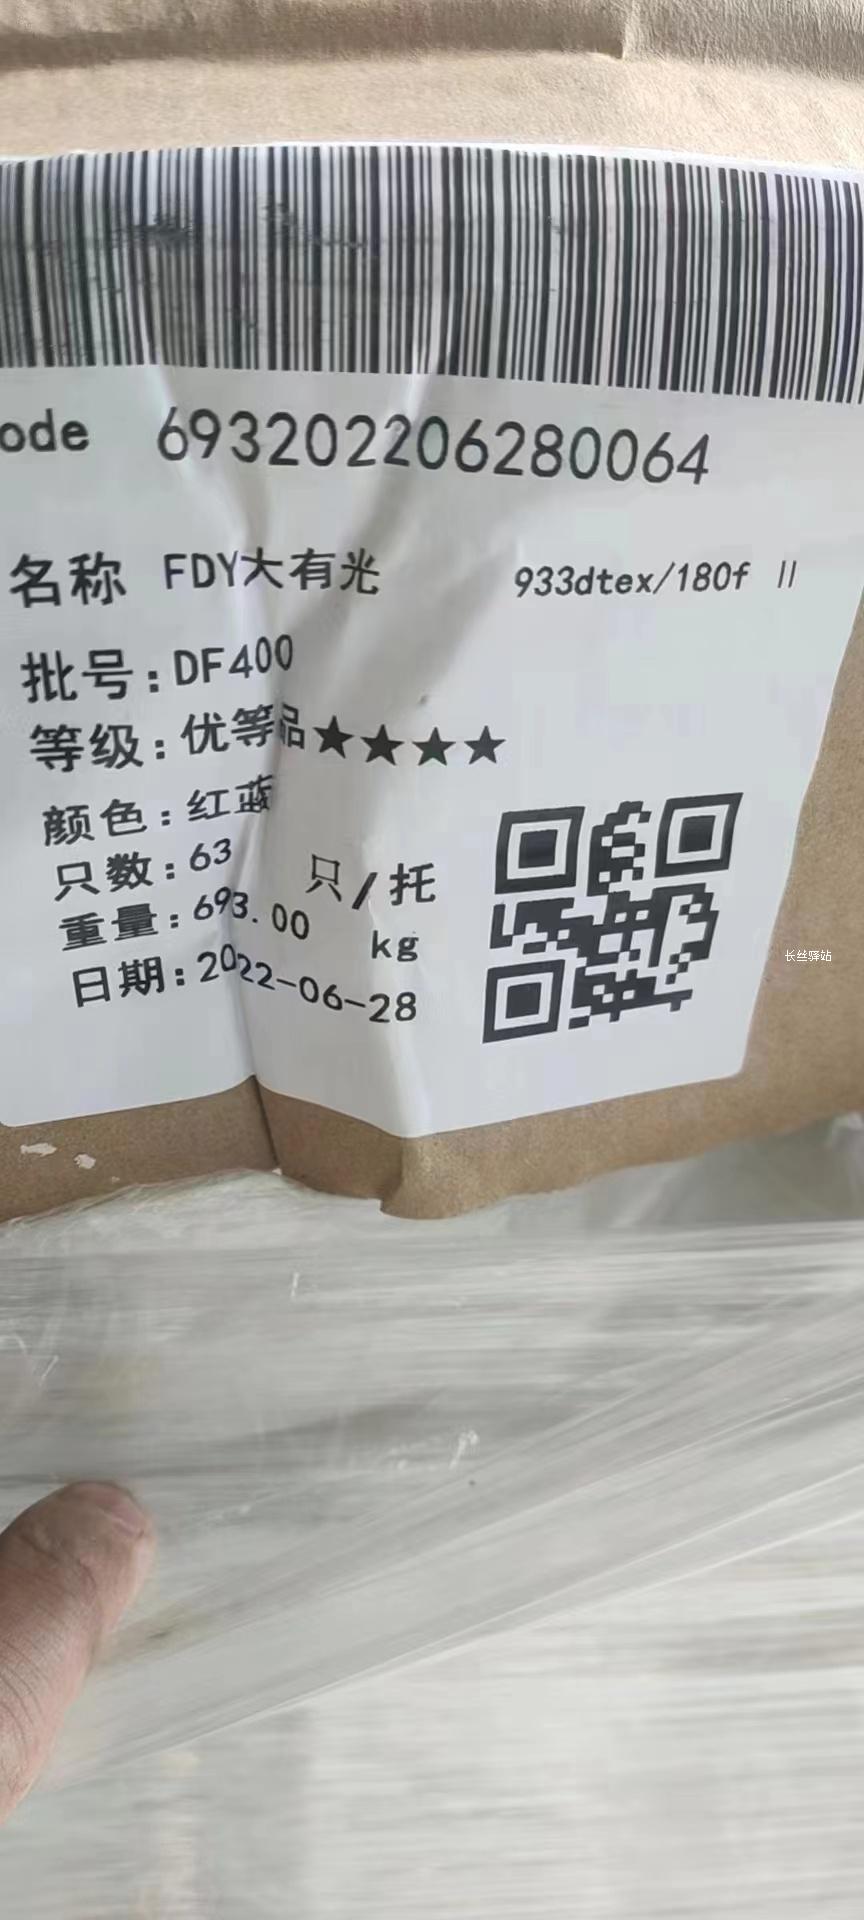 ode 693202206280064
名称 FDY大有光 933dtex/180f II
批号:DF400
等级:优等品★★★★
颜色:红蓝
只数:63 只/托
重量:693.00 kg
日期:2022-06-28
长丝驿站